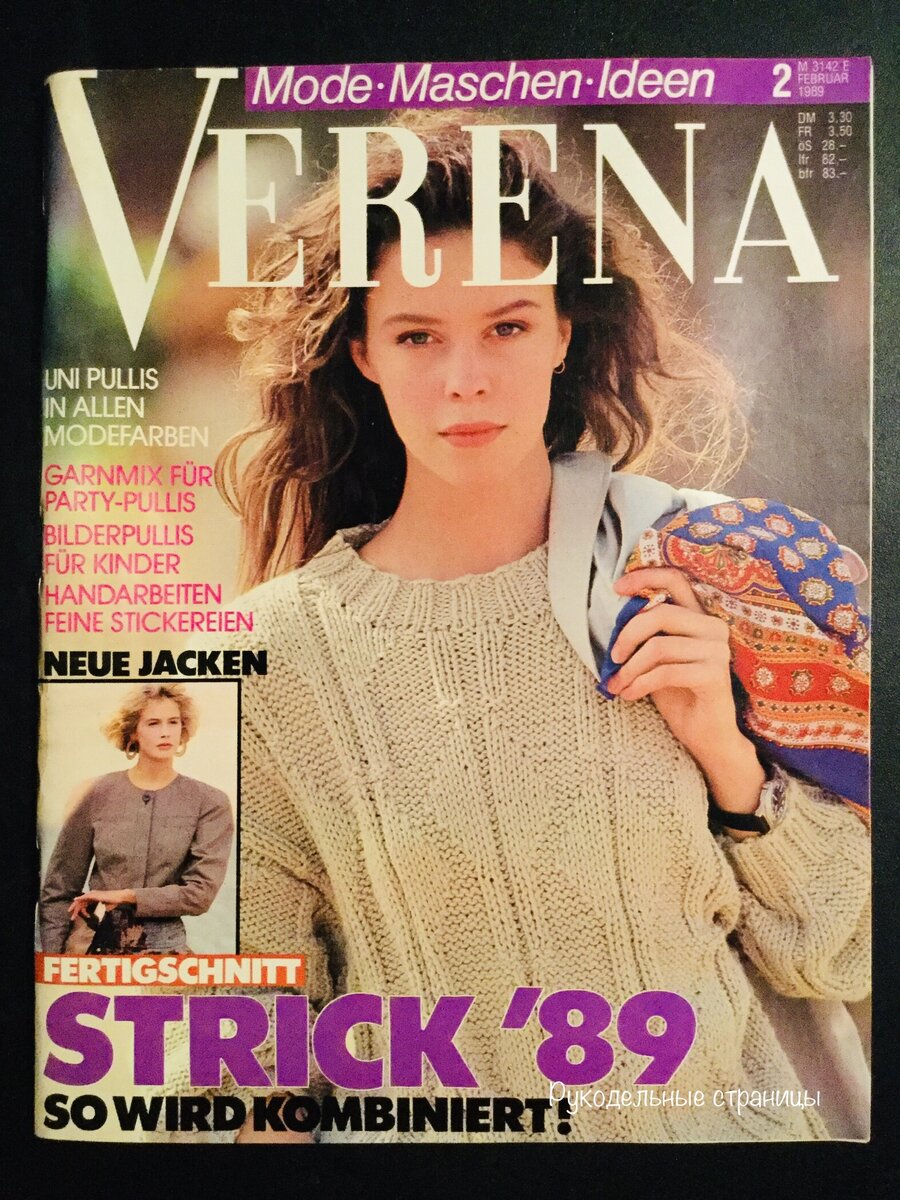 Mode·Maschen·Ideen
2
M 3142 E
FEBRUAR
1989
DM 3,30
FR 3,50
öS 28.–
lfr 82,–
bfr 83.–
VERENA
UNI PULLIS
IN ALLEN
MODEFARBEN
GARNMIX FÜR
PARTY-PULLIS
BILDERPULLIS
FÜR KINDER
HANDARBEITEN
FEINE STICKEREIEN
NEUE JACKEN
FERTIGSCHNITT
STRICK '89
SO WIRD KOMBINIERT!
Рукодельные страницы